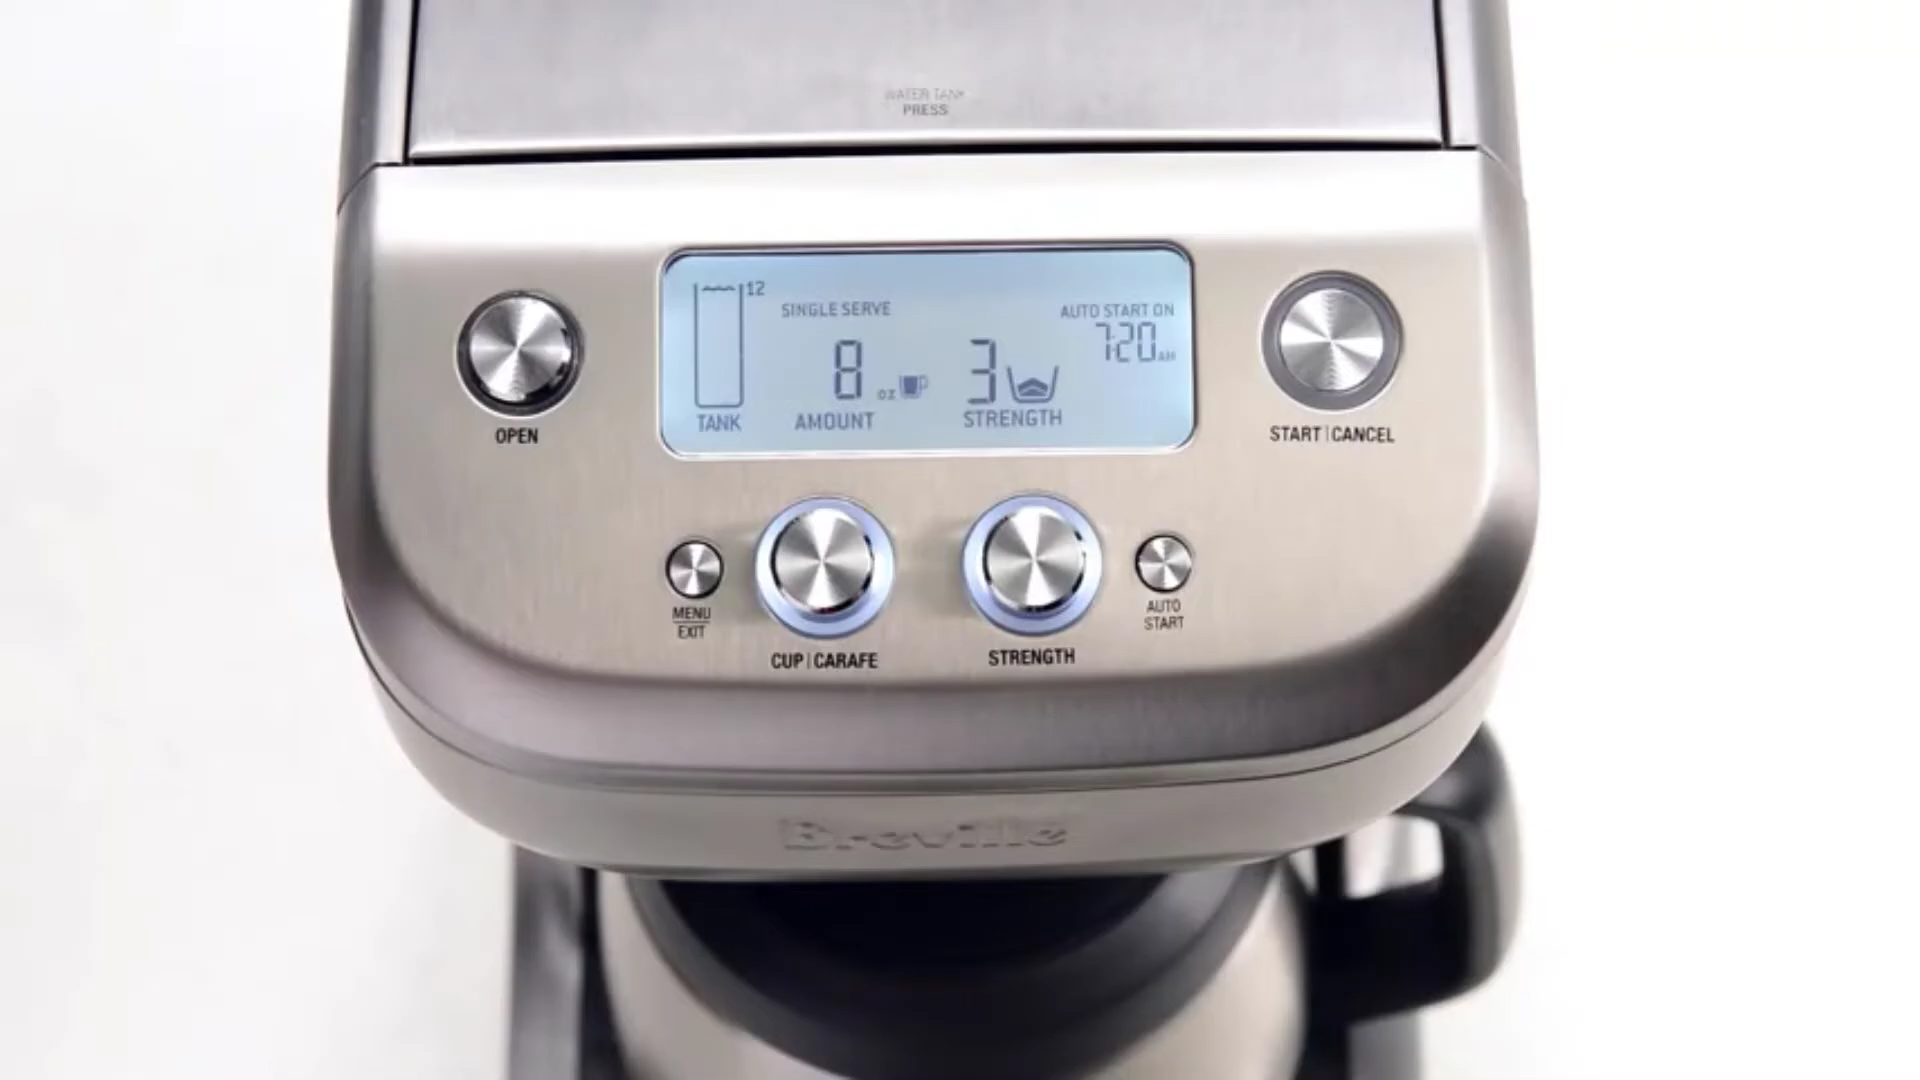 WATER TANK
PRESS
12
SINGLE SERVE
AUTO START ON
7:20 AM
8 oz
3
TANK
AMOUNT
STRENGTH
OPEN
START|CANCEL
MENU
EXIT
AUTO
START
CUP|CARAFE
STRENGTH
Breville